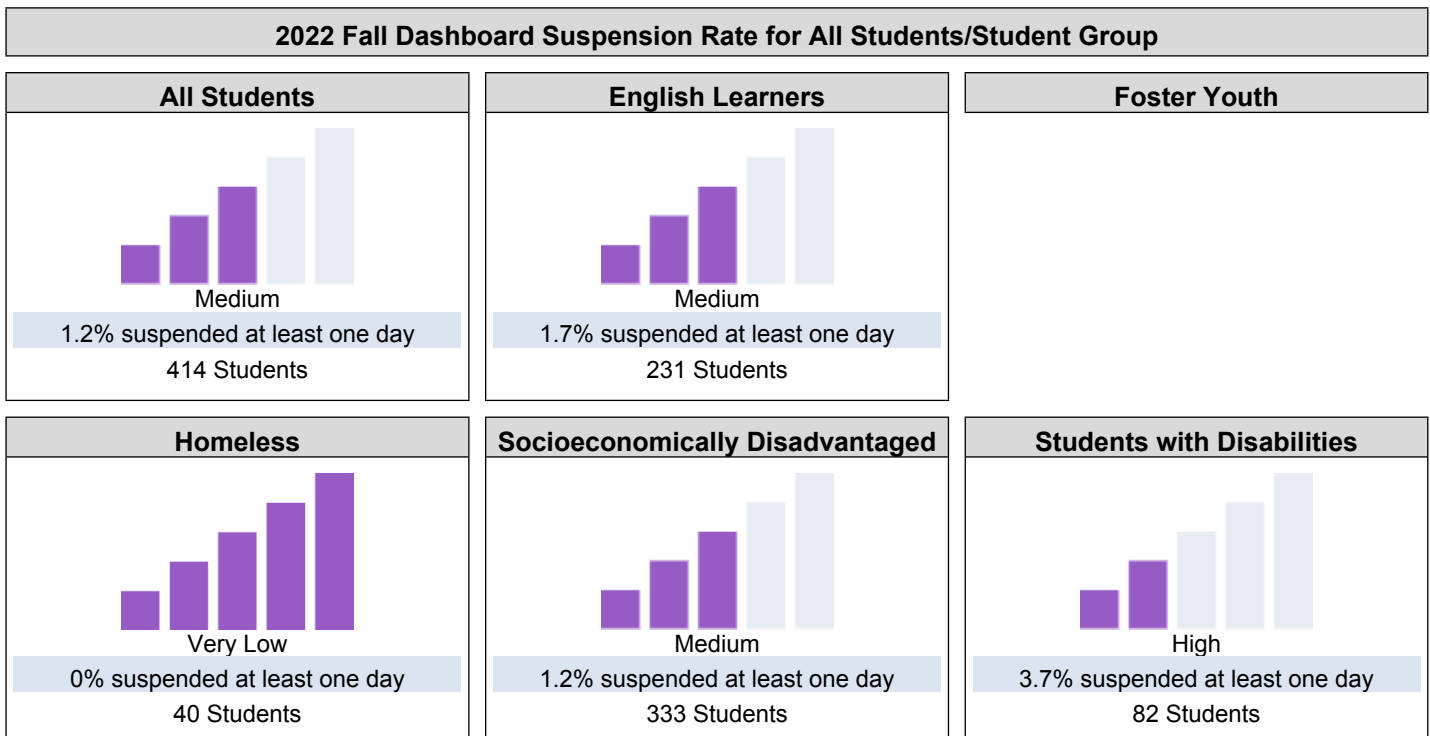 2022 Fall Dashboard Suspension Rate for All Students/Student Group
All Students
English Learners
Foster Youth
Medium
1.2% suspended at least one day
414 Students
Medium
1.7% suspended at least one day
231 Students
Homeless
Socioeconomically Disadvantaged
Students with Disabilities
Very Low
0% suspended at least one day
40 Students
Medium
1.2% suspended at least one day
333 Students
High
3.7% suspended at least one day
82 Students